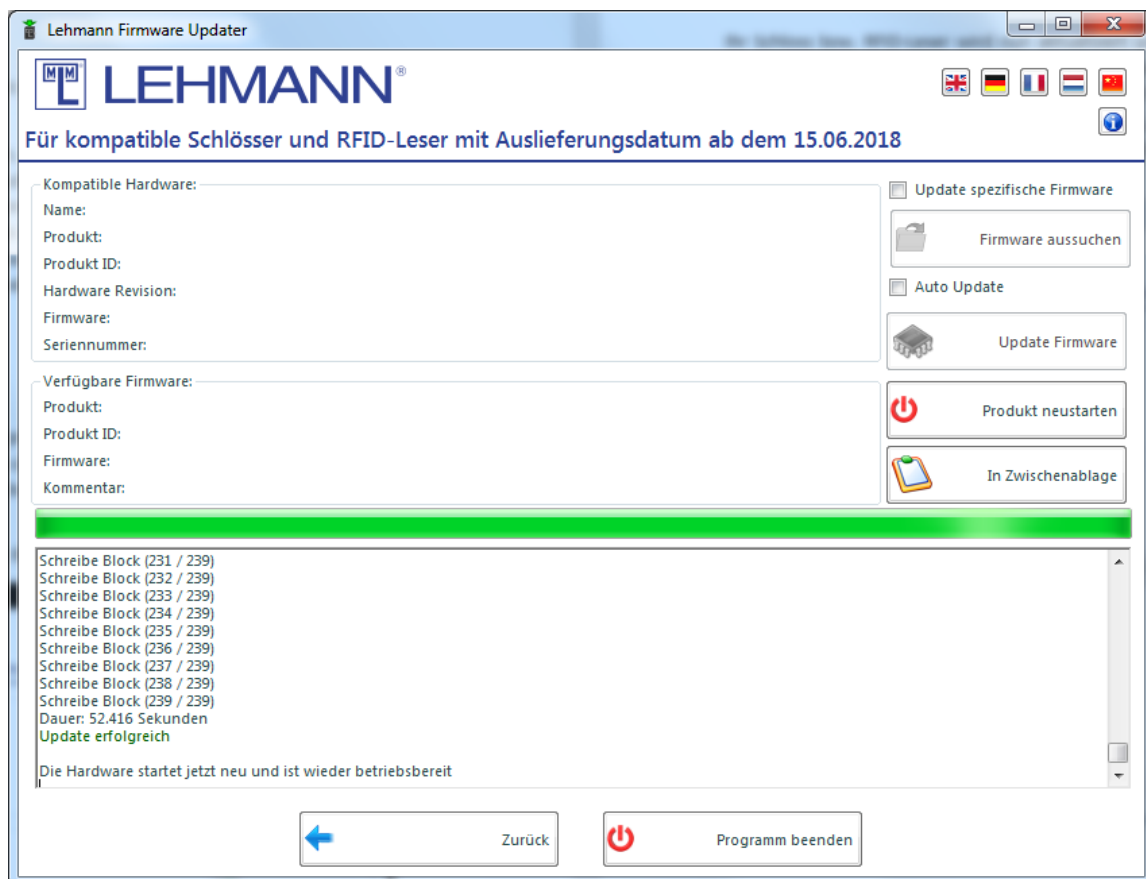 Lehmann Firmware Updater
MLM
LEHMANN®
Für kompatible Schlösser und RFID-Leser mit Auslieferungsdatum ab dem 15.06.2018
Kompatible Hardware:
Name:
Produkt:
Produkt ID:
Hardware Revision:
Firmware:
Seriennummer:
Update spezifische Firmware
Firmware aussuchen
Auto Update
Update Firmware
Verfügbare Firmware:
Produkt:
Produkt ID:
Firmware:
Kommentar:
Produkt neustarten
In Zwischenablage
Schreibe Block (231 / 239)
Schreibe Block (232 / 239)
Schreibe Block (233 / 239)
Schreibe Block (234 / 239)
Schreibe Block (235 / 239)
Schreibe Block (236 / 239)
Schreibe Block (237 / 239)
Schreibe Block (238 / 239)
Schreibe Block (239 / 239)
Dauer: 52.416 Sekunden
Update erfolgreich
Die Hardware startet jetzt neu und ist wieder betriebsbereit
Zurück
Programm beenden